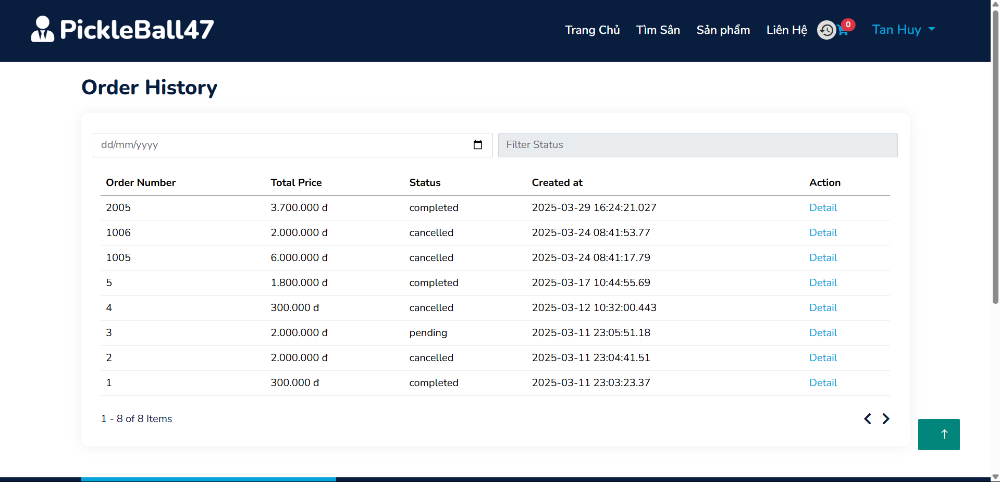 PickleBall47
Trang Chủ Tìm Sân Sản phẩm Liên Hệ 0 Tan Huy
Order History
dd/mm/yyyy Filter Status
Order Number Total Price Status Created at Action
2005 3.700.000 đ completed 2025-03-29 16:24:21.027 Detail
1006 2.000.000 đ cancelled 2025-03-24 08:41:53.77 Detail
1005 6.000.000 đ cancelled 2025-03-24 08:41:17.79 Detail
5 1.800.000 đ completed 2025-03-17 10:44:55.69 Detail
4 300.000 đ cancelled 2025-03-12 10:32:00.443 Detail
3 2.000.000 đ pending 2025-03-11 23:05:51.18 Detail
2 2.000.000 đ cancelled 2025-03-11 23:04:41.51 Detail
1 300.000 đ completed 2025-03-11 23:03:23.37 Detail
1 - 8 of 8 Items